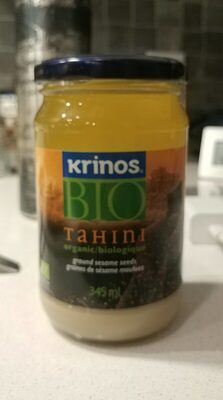 KRINOS
BIO
TAHINI
organic/biologique
ground sesame seeds
graines de sésame moulues
345 ml